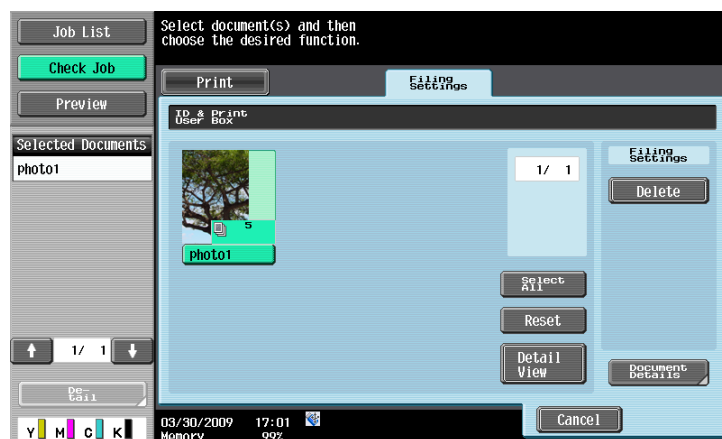 Job List
Check Job
Preview
Selected Documents
photo1
1/ 1
De-
tail
Y M C K
Select document(s) and then
choose the desired function.
Print
Filing
Settings
ID & Print
User Box
5
photo1
1/ 1
Select
All
Reset
Detail
View
Filing
Settings
Delete
Document
Details
03/30/2009 17:01
Memory 99%
Cancel